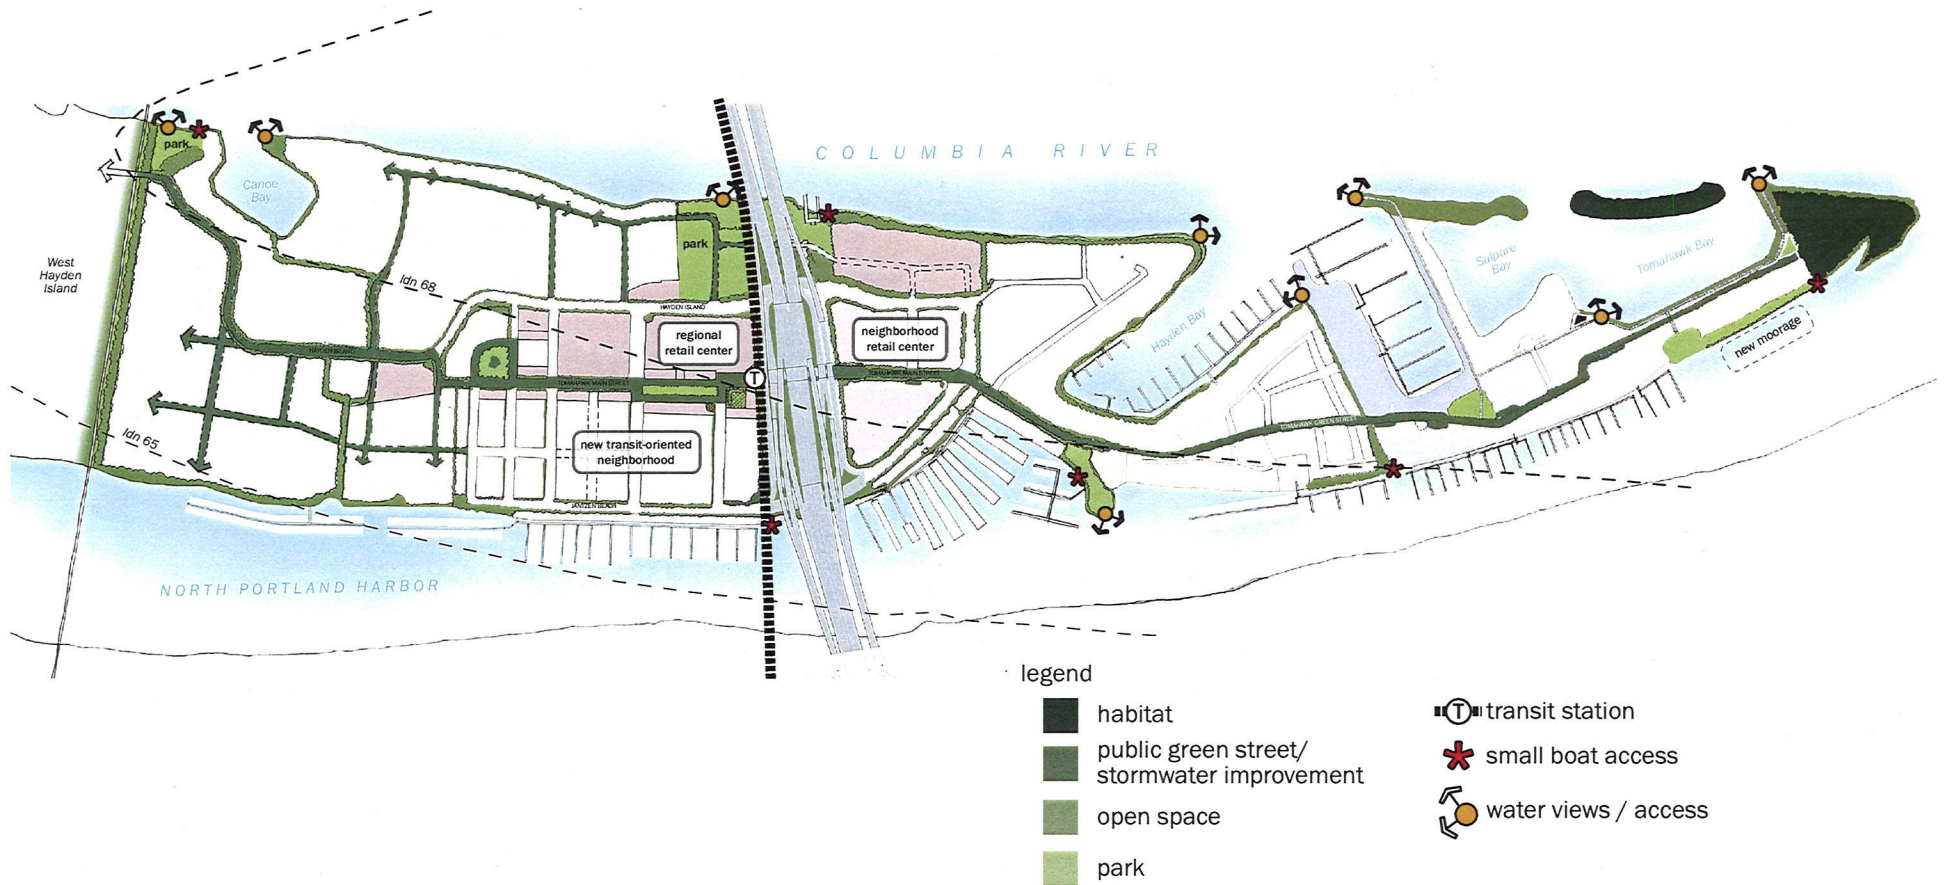 COLUMBIA RIVER
park
Canoe
Bay
West
Hayden
Island
ldn 68
park
HAYDEN ISLAND
regional
retail center
neighborhood
retail center
Hayden Bay
Salpare
Bay
Tomahawk Bay
new moorage
HAYDEN ISLAND
T
TOMAHAWK MAIN STREET
TOMAHAWK MAIN STREET
TOMAHAWK GREEN STREET
ldn 65
new transit-oriented
neighborhood
JANTZEN BEACH
NORTH PORTLAND HARBOR
legend
habitat
public green street/
stormwater improvement
open space
park
T transit station
small boat access
water views / access